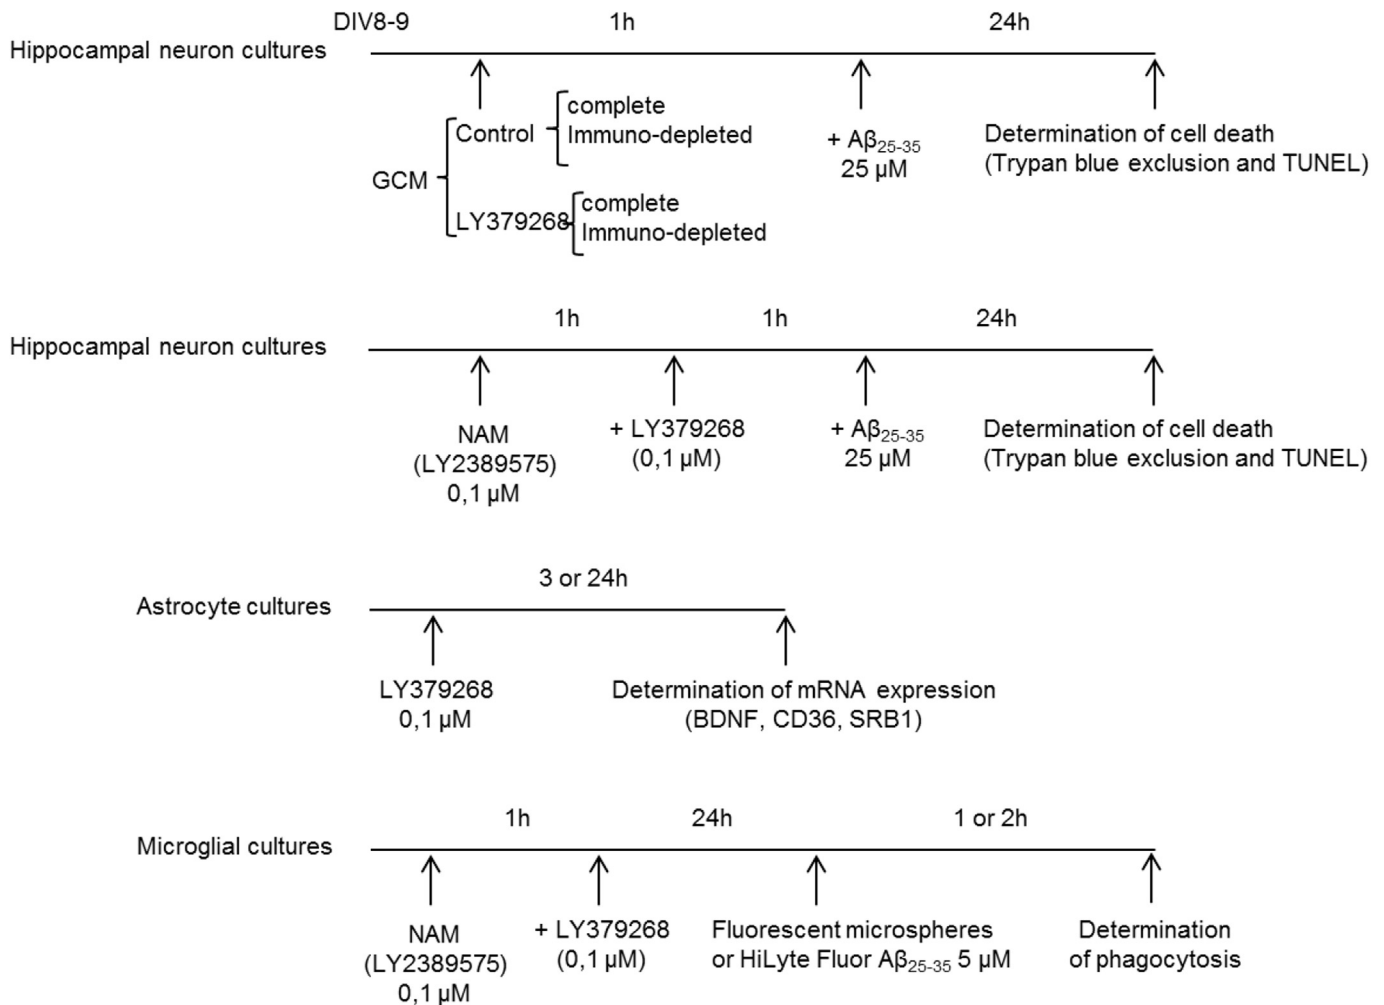 DIV8-9 1h 24h
Hippocampal neuron cultures
GCM
Control
complete
Immuno-depleted
LY379268
complete
Immuno-depleted
+ Aβ25-35
25 µM
Determination of cell death
(Trypan blue exclusion and TUNEL)
1h 1h 24h
Hippocampal neuron cultures
NAM
(LY2389575)
0,1 µM
+ LY379268
(0,1 µM)
+ Aβ25-35
25 µM
Determination of cell death
(Trypan blue exclusion and TUNEL)
3 or 24h
Astrocyte cultures
LY379268
0,1 µM
Determination of mRNA expression
(BDNF, CD36, SRB1)
1h 24h 1 or 2h
Microglial cultures
NAM
(LY2389575)
0,1 µM
+ LY379268
(0,1 µM)
Fluorescent microspheres
or HiLyte Fluor Aβ25-35 5 µM
Determination
of phagocytosis